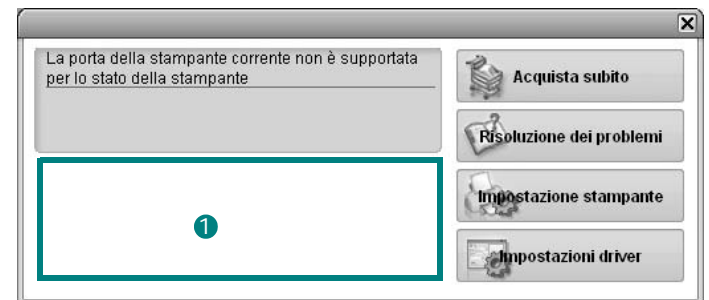 La porta della stampante corrente non è supportata
per lo stato della stampante
Acquista subito
Risoluzione dei problemi
Impostazione stampante
Impostazioni driver
1